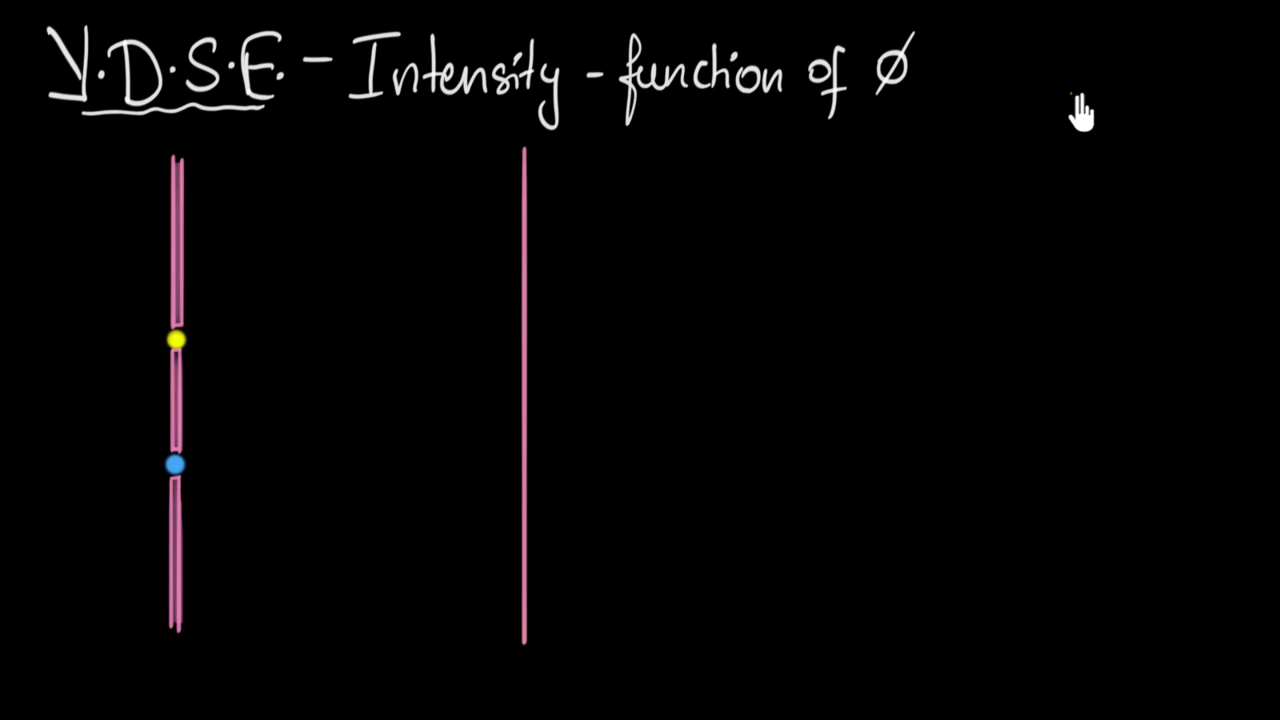 Y.D.S.E. - Intensity - function of ø